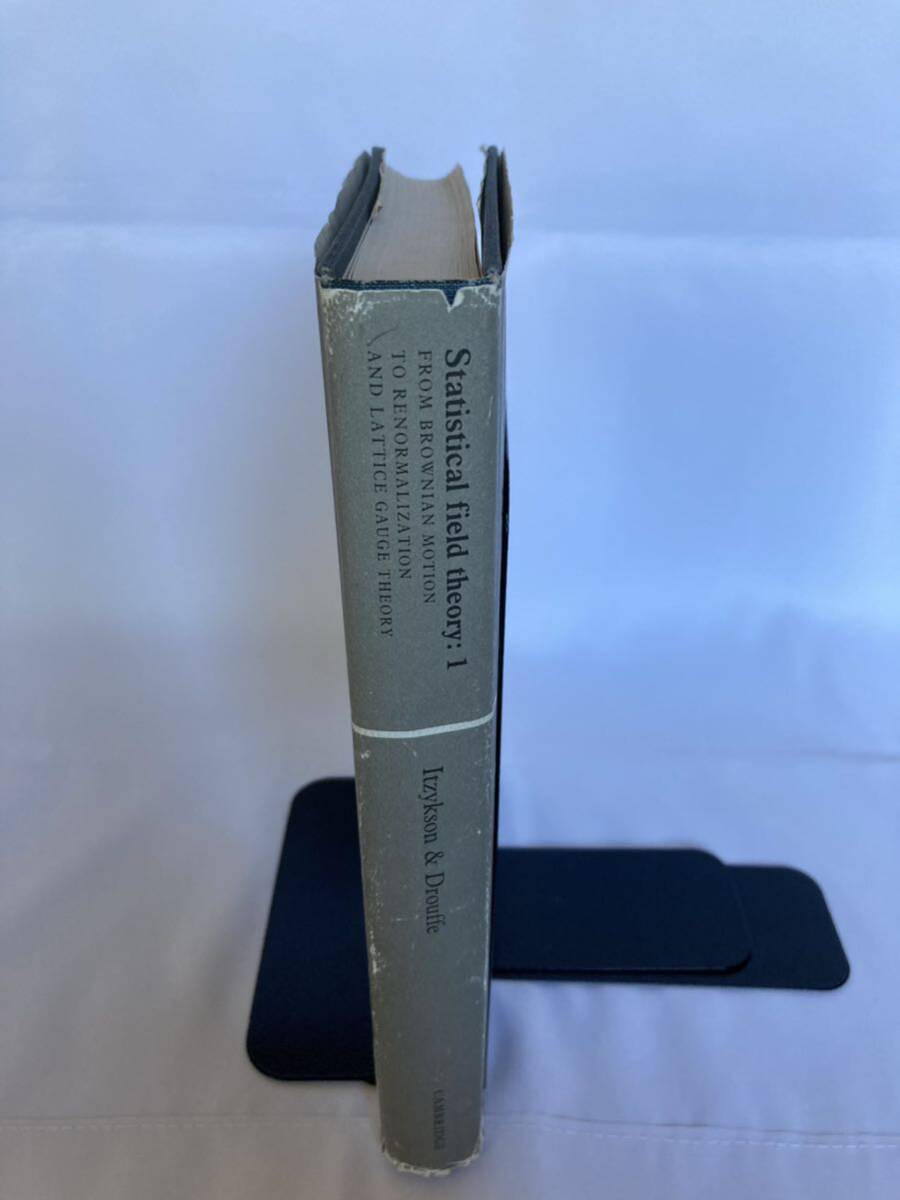 Statistical field theory: 1
FROM BROWNIAN MOTION
TO RENORMALIZATION
AND LATTICE GAUGE THEORY
Itzykson & Drouffe
CAMBRIDGE